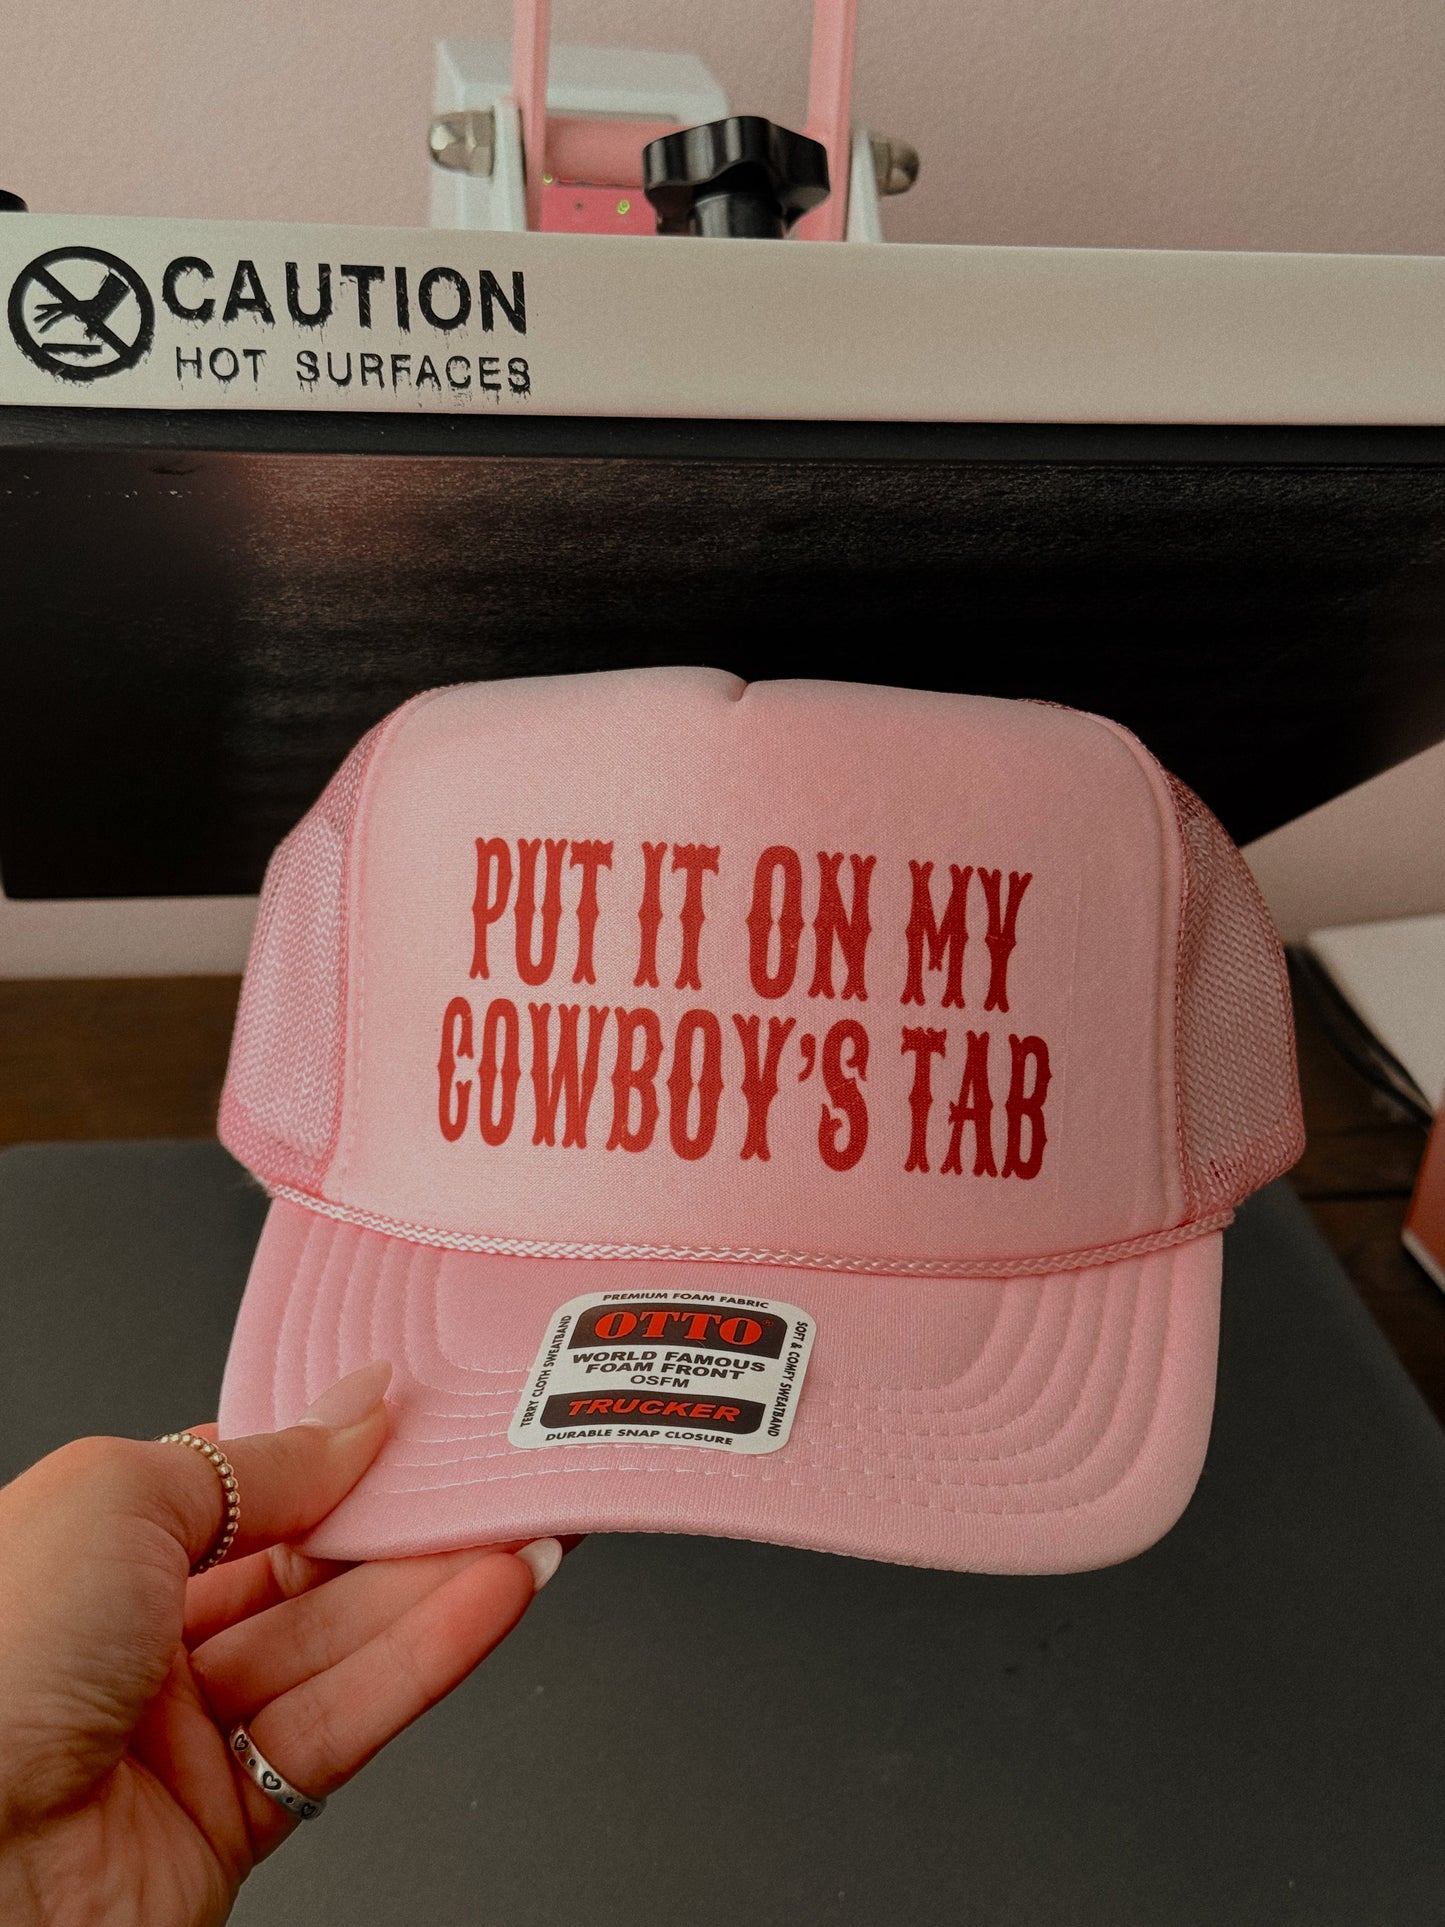 CAUTION
HOT SURFACES
PUT IT ON MY
COWBOY'S TAB
PREMIUM FOAM FABRIC
OTTO
WORLD FAMOUS
FOAM FRONT
OSFM
TRUCKER
DURABLE SNAP CLOSURE
TERRY CLOTH SWEATBAND
SOFT & COMFY SWEATBAND